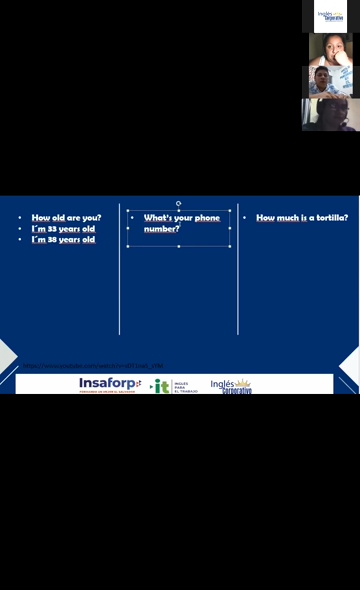 Inglés
Corporativo
How old are you?
I´m 33 years old
I´m 38 years old
What's your phone
number?
How much is a tortilla?
Insaforp
it
INGLÉS
PARA
EL TRABAJO
Inglés
Corporativo